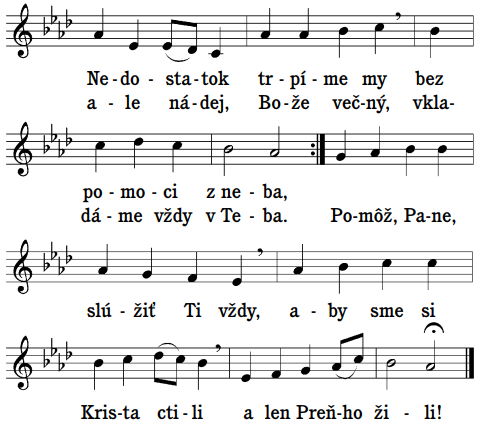 Ne - do - sta - tok tr - pí - me my bez
a - le ná - dej, Bo - že več - ný, vkla -
po - mo - ci z ne - ba,
dá - me vždy v Te - ba. Po - môž, Pa - ne,
slú - žiť Ti vždy, a - by sme si
Kris - ta cti - li a len Preň - ho ži - li!